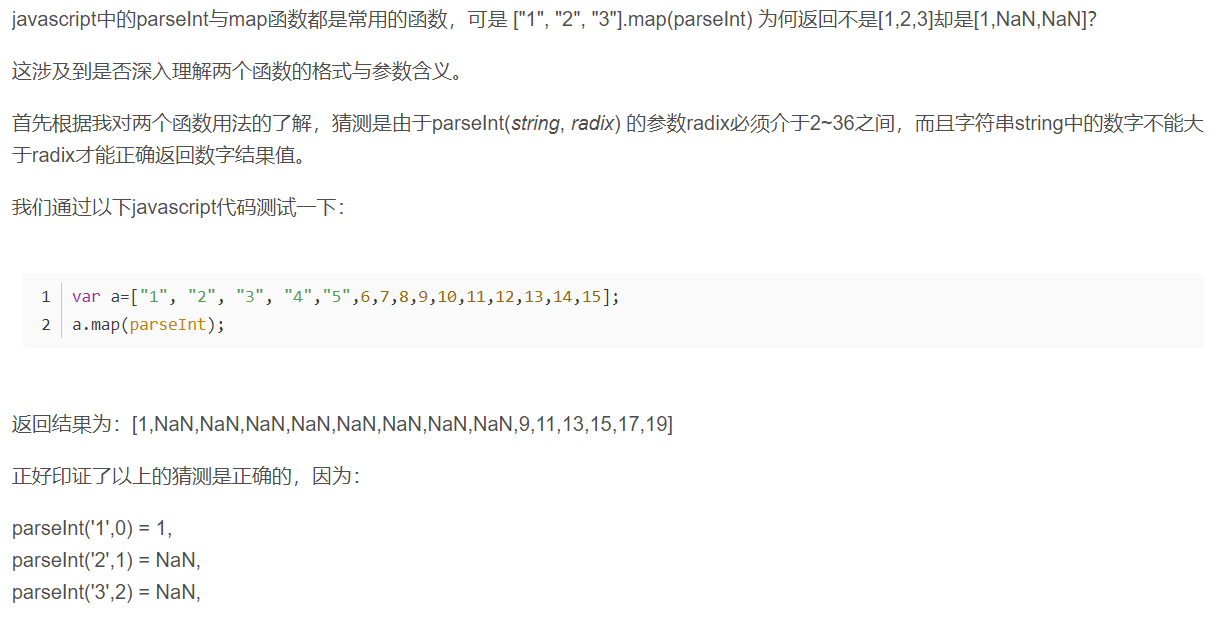 javascript中的parseInt与map函数都是常用的函数，可是 ["1", "2", "3"].map(parseInt) 为何返回不是[1,2,3]却是[1,NaN,NaN]？
这涉及到是否深入理解两个函数的格式与参数含义。
首先根据我对两个函数用法的了解，猜测是由于parseInt(string, radix) 的参数radix必须介于2~36之间，而且字符串string中的数字不能大
于radix才能正确返回数字结果值。
我们通过以下javascript代码测试一下：
1 var a=["1", "2", "3", "4","5",6,7,8,9,10,11,12,13,14,15];
2 a.map(parseInt);
返回结果为：[1,NaN,NaN,NaN,NaN,NaN,NaN,NaN,NaN,9,11,13,15,17,19]
正好印证了以上的猜测是正确的，因为：
parseInt('1',0) = 1,
parseInt('2',1) = NaN,
parseInt('3',2) = NaN,